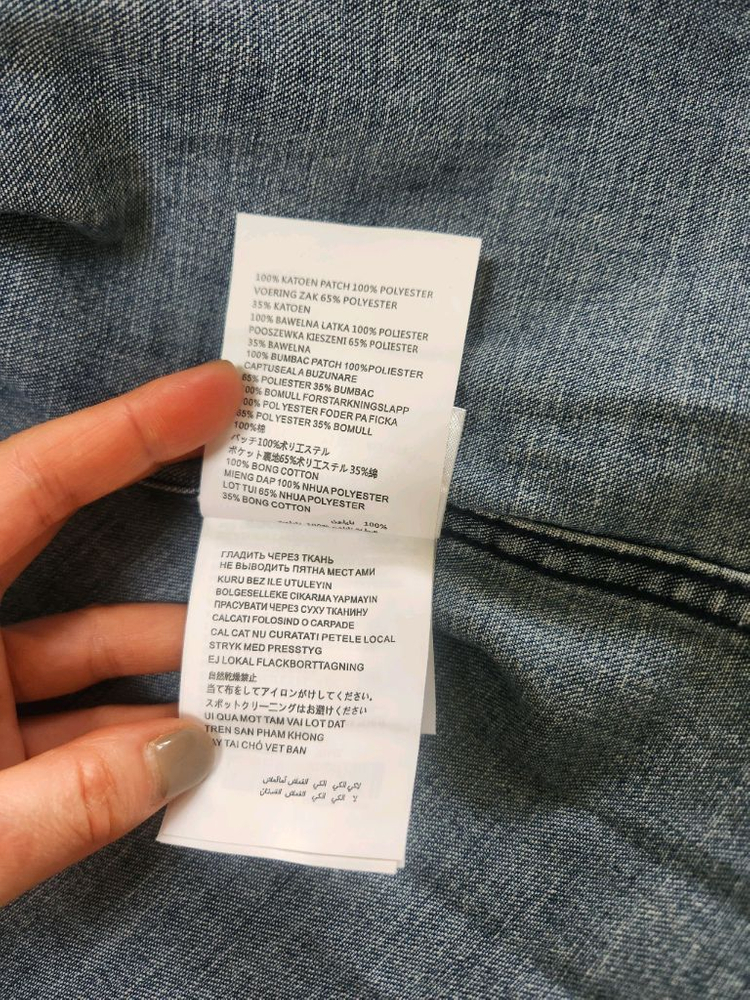 100% KATOEN PATCH 100% POLYESTER
VOERING ZAK 65% POLYESTER
35% KATOEN
100% BAWELNA LATKA 100% POLIESTER
POOSZEWKA KIESZENI 65% POLIESTER
35% BAWELNA
100% BUMBAC PATCH 100%POLIESTER
CAPTUSEALA BUZUNARE
65% POLIESTER 35% BUMBAC
00% BOMULL FORSTARKNINGSLAPP
00% POLYESTER FODER PA FICKA
65% POLYESTER 35% BOMULL
100%棉
パッチ100%ポリエステル
ポケット裏地65%ポリエステル 35%綿
100% BONG COTTON
MIENG DAP 100% NHUA POLYESTER
LOT TUI 65% NHUA POLYESTER
35% BONG COTTON
100%
ГЛАДИТЬ ЧЕРЕЗ ТКАНЬ
НЕ ВЫВОДИТЬ ПЯТНА МЕСТ АМИ
KURU BEZ ILE UTULEYIN
BOLGESELLEKE CIKARMA YAPMAYIN
ПРАСУВАТИ ЧЕРЕЗ СУХУ ТКАНИНУ
CALCATI FOLOSIND O CARPADE
CAL CAT NU CURATATI PETELE LOCAL
STRYK MED PRESSTYG
EJ LOKAL FLACKBORTTAGNING
自然乾燥禁止
当て布をしてアイロンがけしてください.
スポットクリーニングはお避けください
UI QUA MOT TAM VAI LOT DAT
TREN SAN PHAM KHONG
AY TAI CHỎ VET BAN